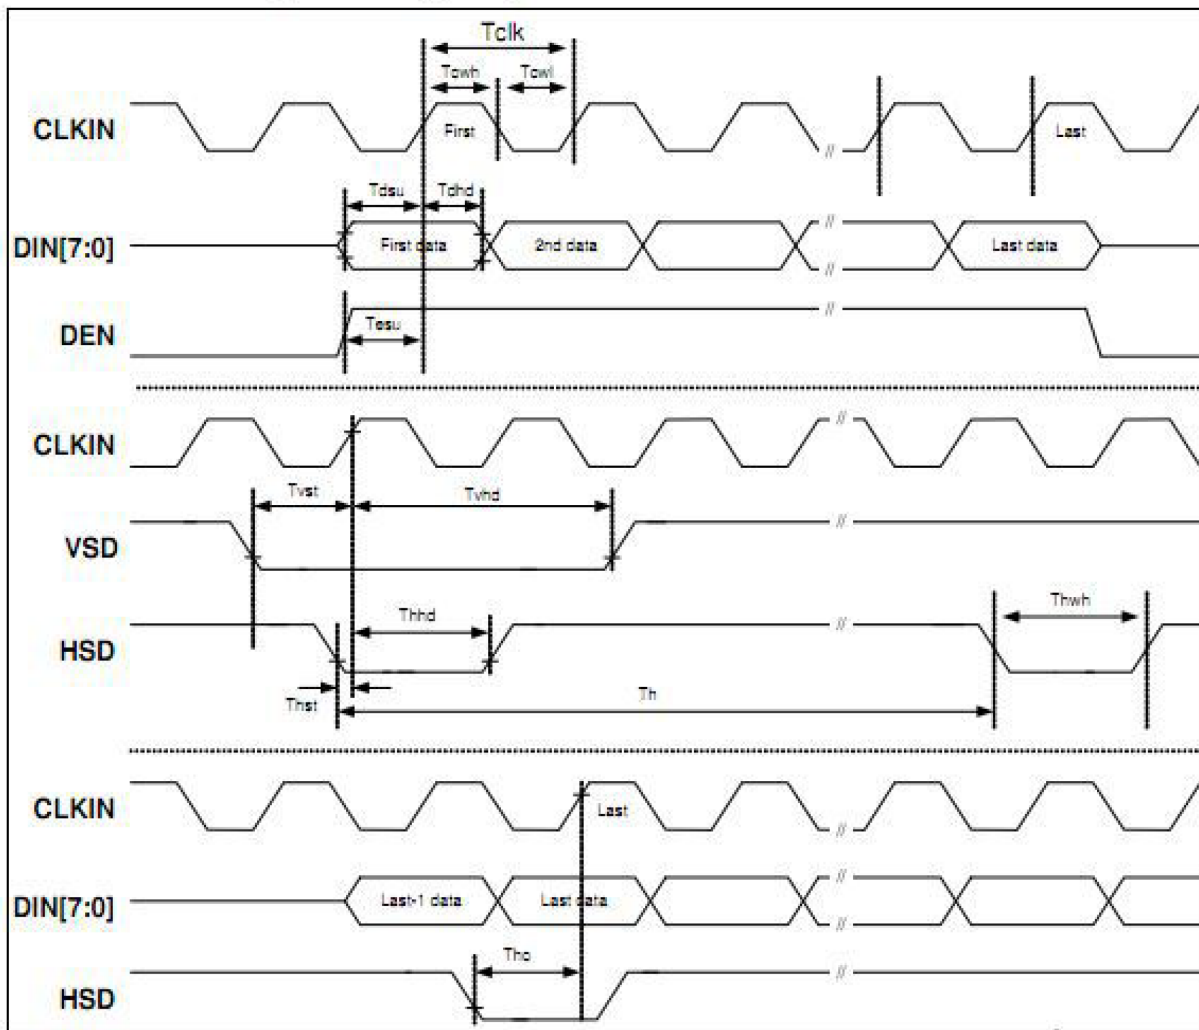 Tclk
Tcwh Tcwl
CLKIN First // Last
Tdsu Tdhd
DIN[7:0] First data 2nd data // Last data
DEN Tesu //
CLKIN //
Tvst Tvhd
VSD //
Thhd Thwh
HSD //
Thst Th
CLKIN Last //
DIN[7:0] Last-1 data Last data //
Thc
HSD //